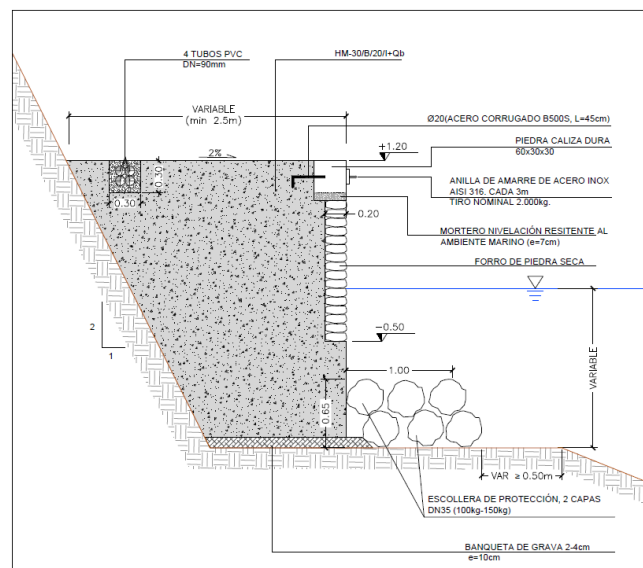 4 TUBOS PVC
DN=90mm
HM-30/B/20/I+Qb
VARIABLE
(min 2.5m)
Ø20(ACERO CORRUGADO B500S, L=45cm)
+1.20
PIEDRA CALIZA DURA
60x30x30
2%
0.30
0.30
ANILLA DE AMARRE DE ACERO INOX
AISI 316. CADA 3m
TIRO NOMINAL 2.000kg.
0.20
MORTERO NIVELACIÓN RESITENTE AL
AMBIENTE MARINO (e=7cm)
FORRO DE PIEDRA SECA
2
1
-0.50
1.00
VARIABLE
0.65
VAR ≥0.50m
ESCOLLERA DE PROTECCIÓN, 2 CAPAS
DN35 (100kg-150kg)
BANQUETA DE GRAVA 2-4cm
e=10cm